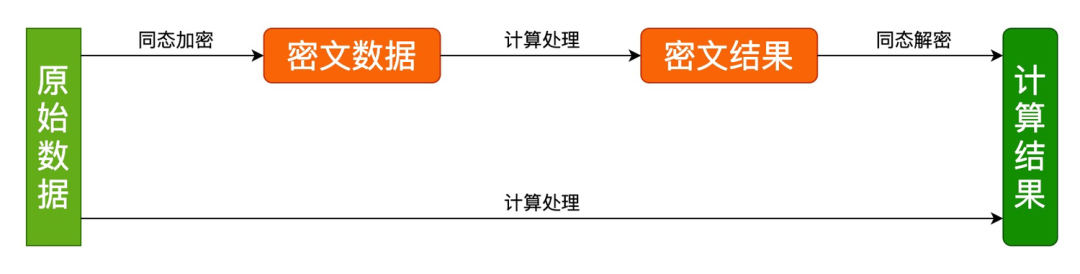 原始数据
同态加密
密文数据
计算处理
密文结果
同态解密
计算结果
计算处理